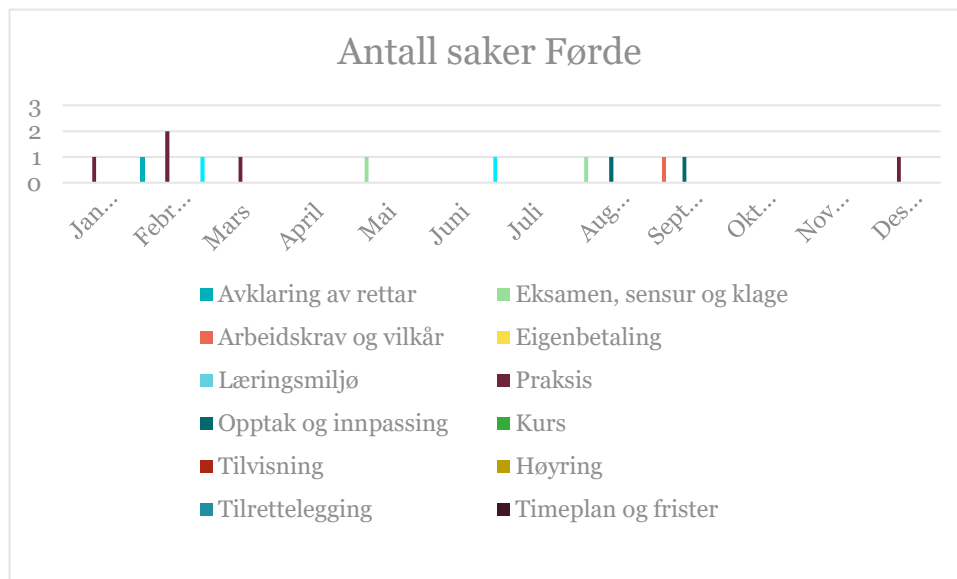 Antall saker Førde
3
2
1
0
Jan... Febr... Mars April Mai Juni Juli Aug... Sept... Okt... Nov... Des...
Avklaring av rettar Eksamen, sensur og klage
Arbeidskrav og vilkår Eigenbetaling
Læringsmiljø Praksis
Opptak og innpassing Kurs
Tilvisning Høyring
Tilrettelegging Timeplan og frister